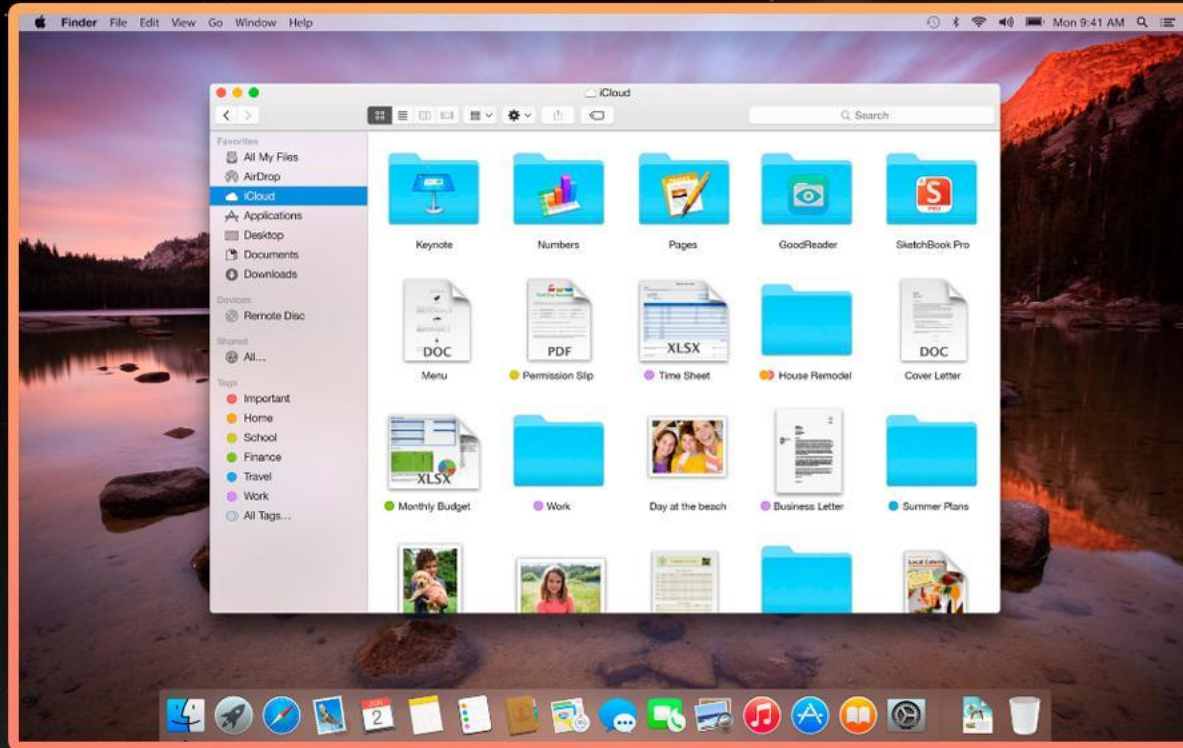 Finder File Edit View Go Window Help Mon 9:41 AM
iCloud
Search
Favorites
All My Files
AirDrop
iCloud
Applications
Desktop
Documents
Downloads
Devices
Remote Disc
Shared
All...
Tags
Important
Home
School
Finance
Travel
Work
All Tags...
S
PRO
Keynote Numbers Pages GoodReader SketchBook Pro
DOC PDF XLSX DOC
Menu Permission Slip Time Sheet House Remodel Cover Letter
XLSX
Monthly Budget Work Day at the beach Business Letter Summer Plans
JUN
2